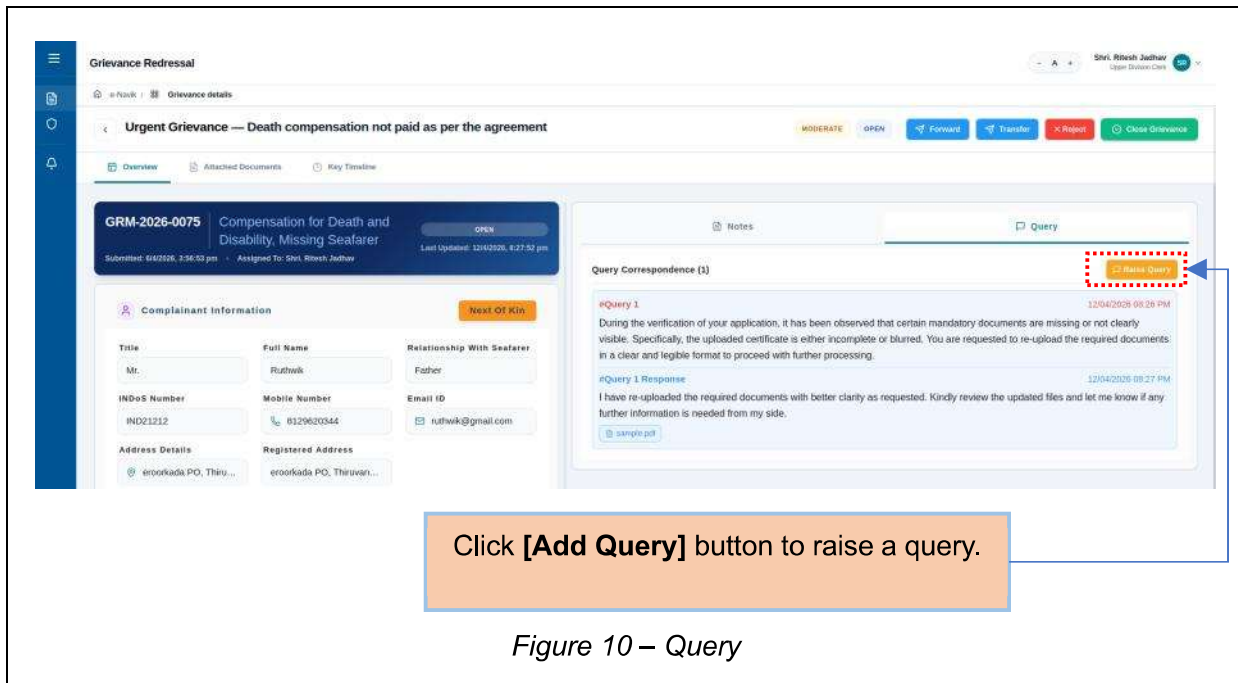 Grievance Redressal
- A +
Shri. Ritesh Jadhav
Upper Division Clerk
SR
e-Navik / Grievance details
Urgent Grievance — Death compensation not paid as per the agreement
MODERATE
OPEN
Forward
Transfer
× Reject
Close Grievance
Overview
Attached Documents
Key Timeline
GRM-2026-0075
Compensation for Death and
Disability, Missing Seafarer
OPEN
Last Updated: 12/4/2026, 8:27:52 pm
Submitted: 6/4/2026, 3:56:53 pm • Assigned To: Shri. Ritesh Jadhav
Notes
Query
Query Correspondence (1)
Raise Query
Complainant Information
Next Of Kin
Title
Full Name
Relationship With Seafarer
Mr.
Ruthwik
Father
INDoS Number
Mobile Number
Email ID
IND21212
8129620344
ruthwik@gmail.com
Address Details
Registered Address
eroorkada PO, Thiru...
eroorkada PO, Thiruvan...
#Query 1
12/04/2026 08:26 PM
During the verification of your application, it has been observed that certain mandatory documents are missing or not clearly
visible. Specifically, the uploaded certificate is either incomplete or blurred. You are requested to re-upload the required documents
in a clear and legible format to proceed with further processing.
#Query 1 Response
12/04/2026 08:27 PM
I have re-uploaded the required documents with better clarity as requested. Kindly review the updated files and let me know if any
further information is needed from my side.
sample.pdf
Click [Add Query] button to raise a query.
Figure 10 – Query